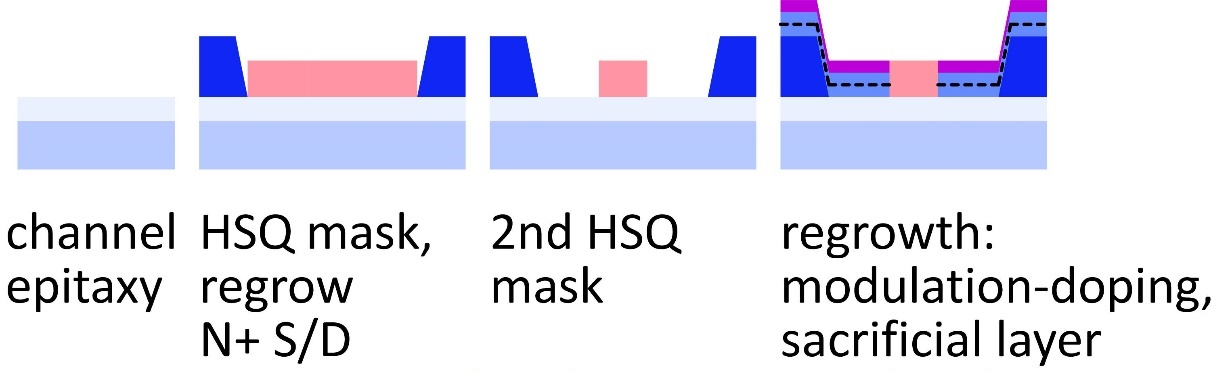 channel
epitaxy
HSQ mask,
regrow
N+ S/D
2nd HSQ
mask
regrowth:
modulation-doping,
sacrificial layer